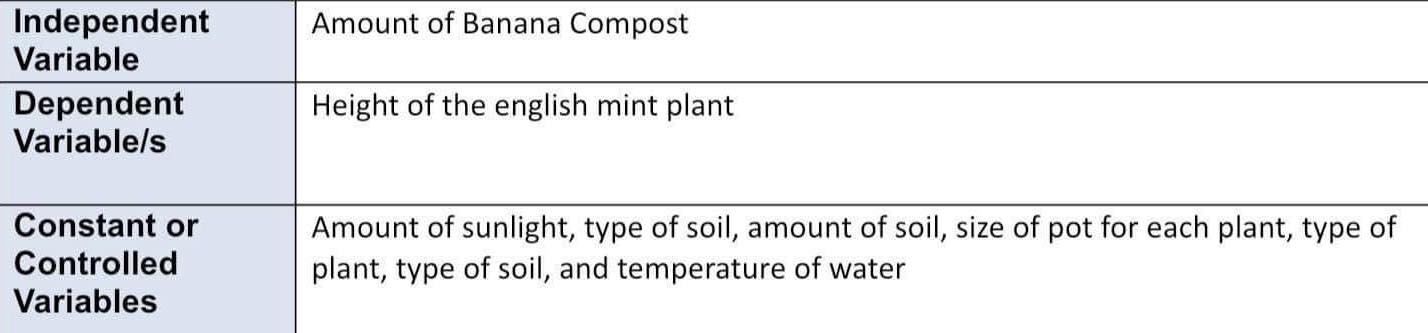 Independent
Variable
Amount of Banana Compost
Dependent
Variable/s
Height of the english mint plant
Constant or
Controlled
Variables
Amount of sunlight, type of soil, amount of soil, size of pot for each plant, type of
plant, type of soil, and temperature of water